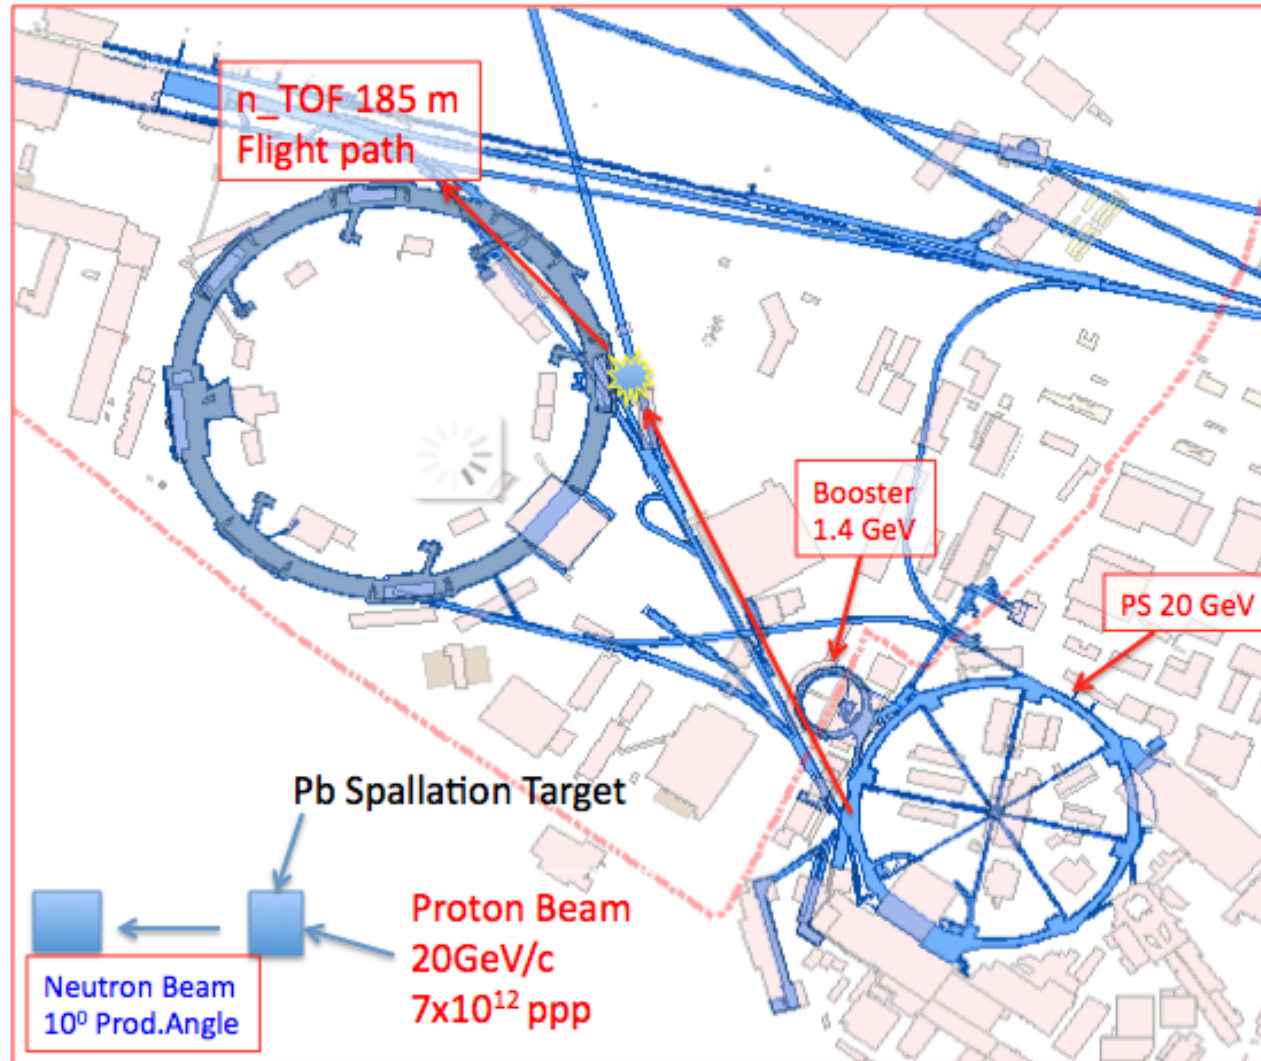 n_TOF 185 m
Flight path
Booster
1.4 GeV
PS 20 GeV
Pb Spallation Target
Proton Beam
20GeV/c
7x10¹² ppp
Neutron Beam
10⁰ Prod.Angle